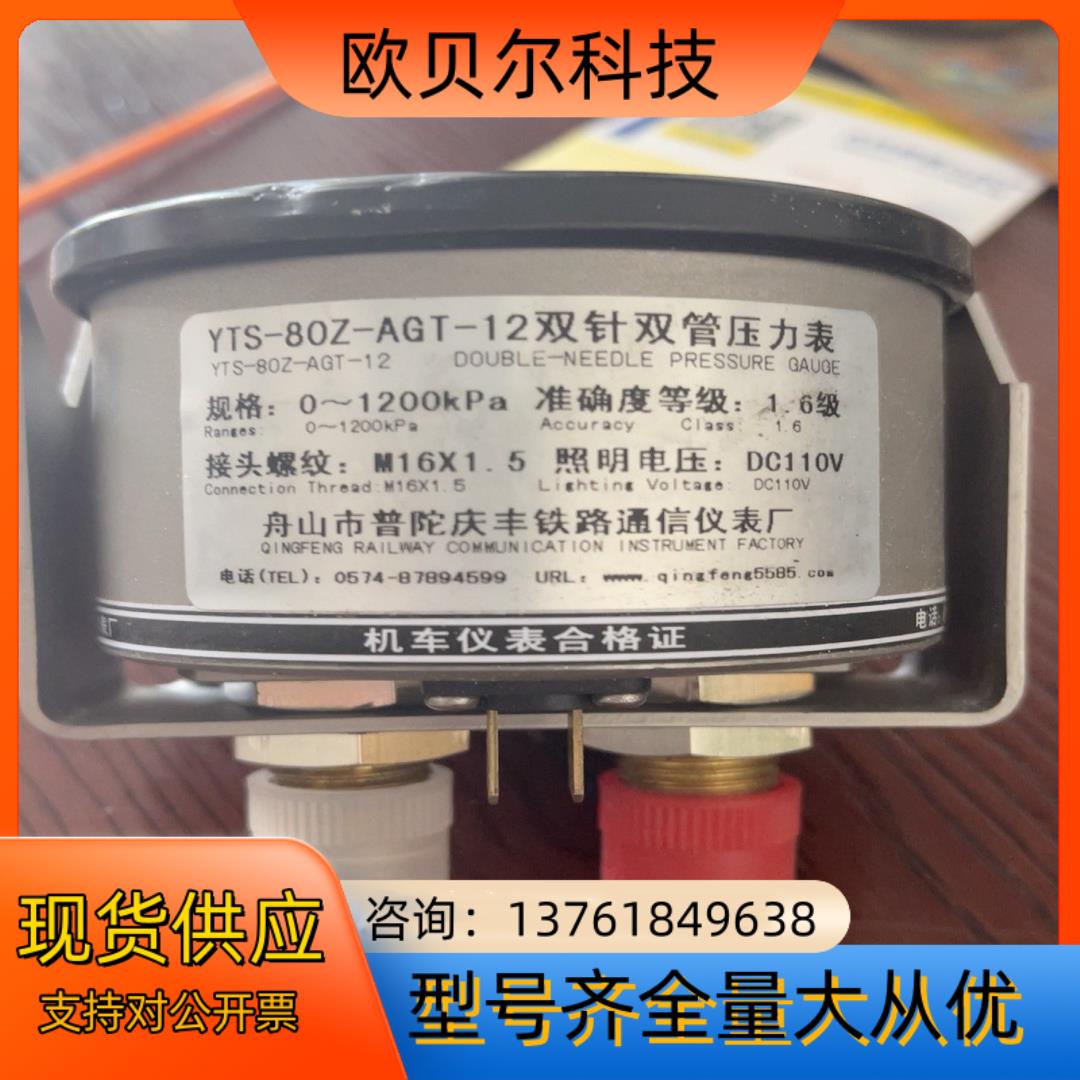 欧贝尔科技
YTS-80Z-AGT-12双针双管压力表
YTS-80Z-AGT-12 DOUBLE-NEEDLE PRESSURE GAUGE
规格：0～1200kPa 准确度等级：1.6级
Ranges: 0～1200kPa Accuracy Class: 1.6
接头螺纹：M16X1.5 照明电压：DC110V
Connection Thread:M16X1.5 Lighting Voltage: DC110V
舟山市普陀庆丰铁路通信仪表厂
QINGFENG RAILWAY COMMUNICATION INSTRUMENT FACTORY
电话(TEL)：0574-87894599 URL：www.qingfeng5585.com
厂 机车仪表合格证 电话:
现货供应
支持对公开票
咨询：13761849638
型号齐全量大从优